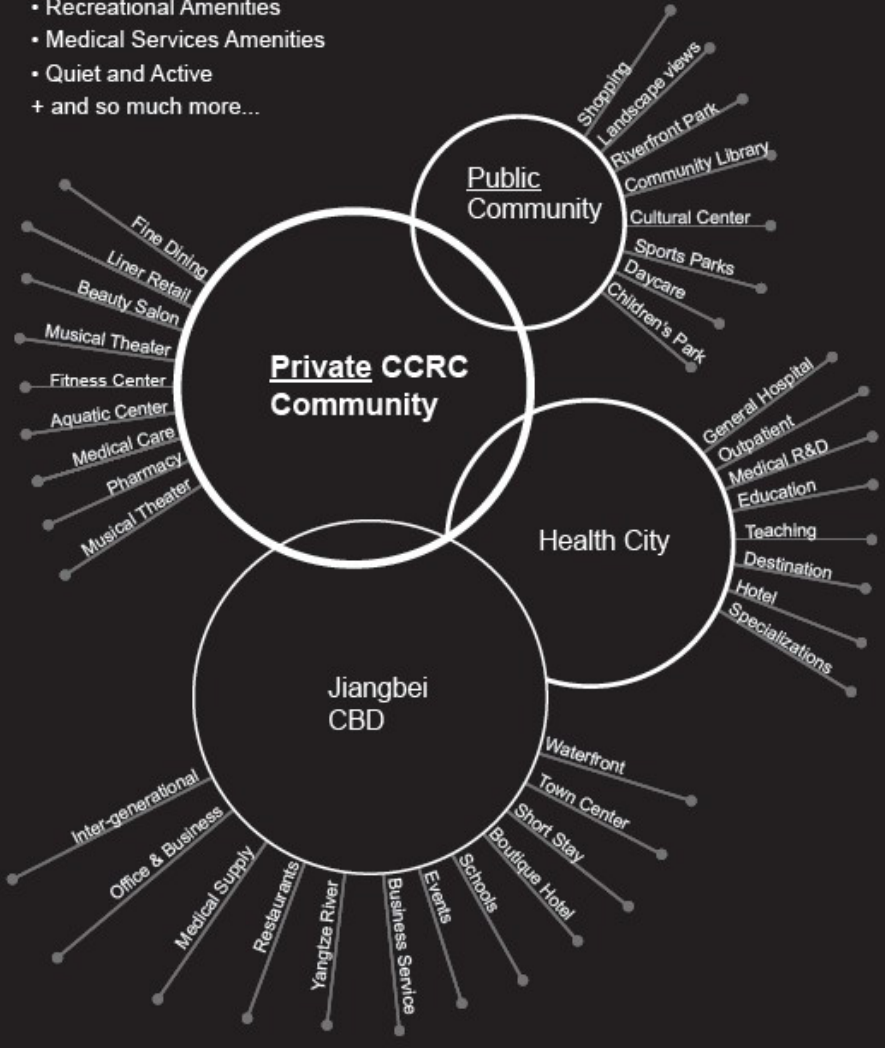 • Recreational Amenities
• Medical Services Amenities
• Quiet and Active
+ and so much more...
Public
Community
Shopping
Landscape views
Riverfront Park
Community Library
Cultural Center
Sports Parks
Daycare
Children's Park
Private CCRC
Community
Fine Dining
Liner Retail
Beauty Salon
Musical Theater
Fitness Center
Aquatic Center
Medical Care
Pharmacy
Musical Theater
Health City
General Hospital
Outpatient
Medical R&D
Education
Teaching
Destination
Hotel
Specializations
Jiangbei
CBD
Inter-generational
Office & Business
Medical Supply
Restaurants
Yangtze River
Business Service
Events
Schools
Boutique Hotel
Short Stay
Town Center
Waterfront